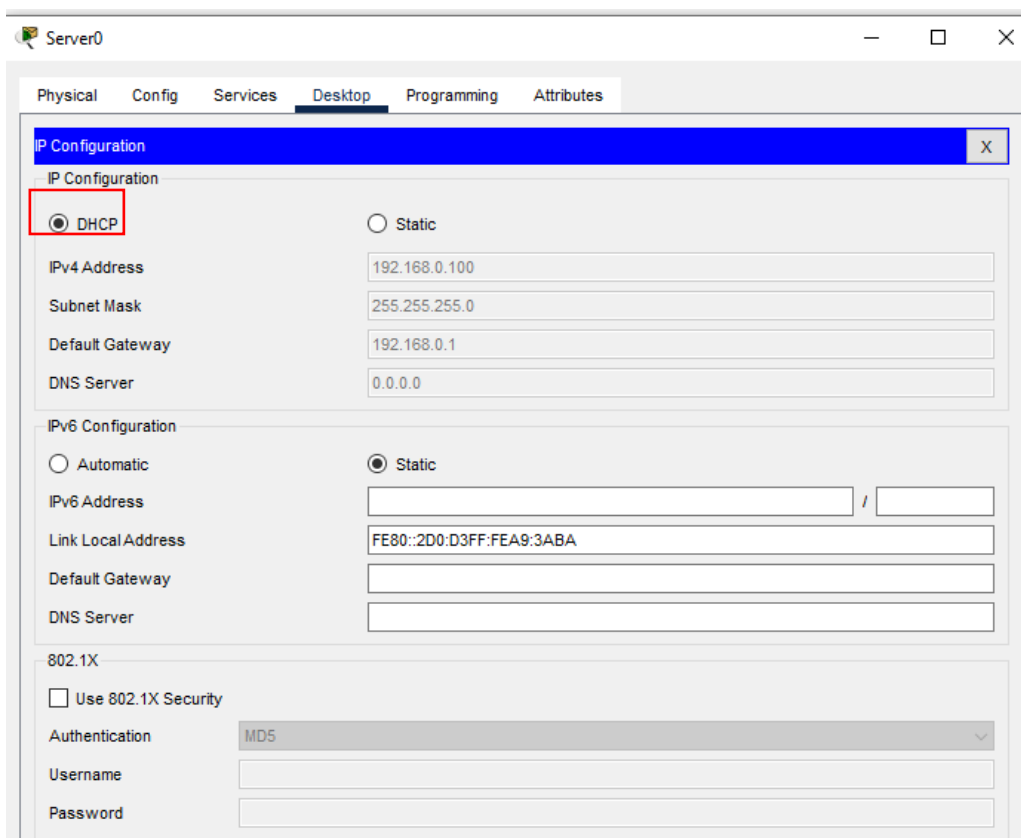 Server0
Physical Config Services Desktop Programming Attributes
IP Configuration X
IP Configuration
DHCP Static
IPv4 Address 192.168.0.100
Subnet Mask 255.255.255.0
Default Gateway 192.168.0.1
DNS Server 0.0.0.0
IPv6 Configuration
Automatic Static
IPv6 Address /
Link Local Address FE80::2D0:D3FF:FEA9:3ABA
Default Gateway
DNS Server
802.1X
Use 802.1X Security
Authentication MD5
Username
Password